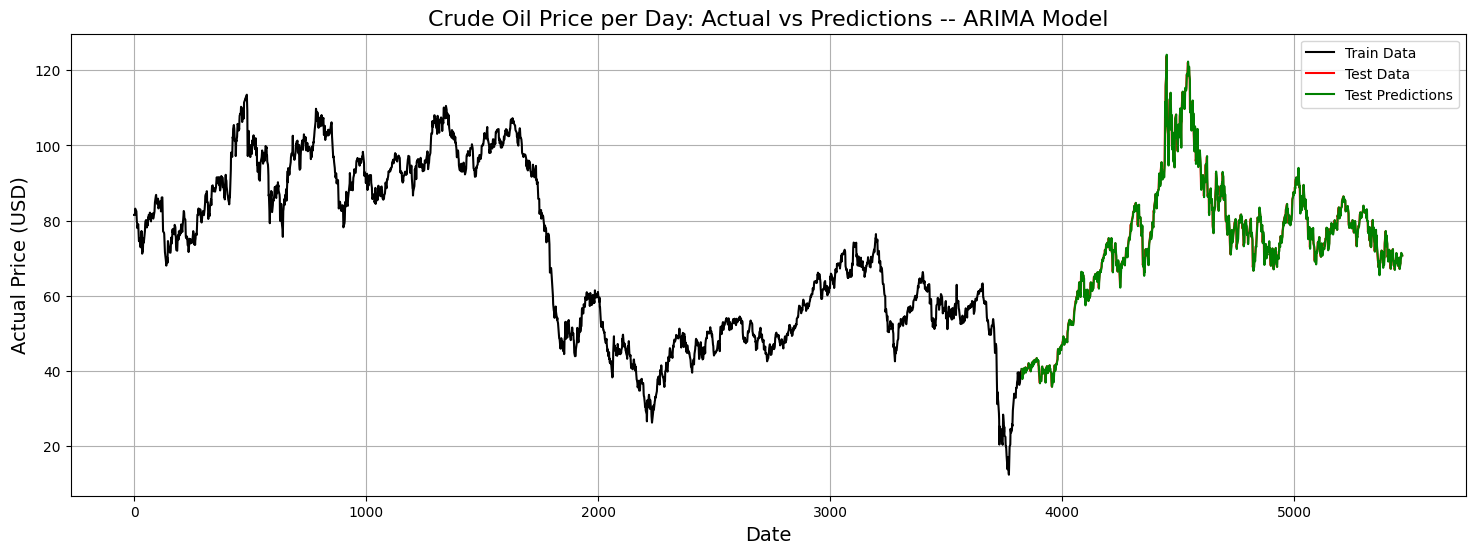 Crude Oil Price per Day: Actual vs Predictions -- ARIMA Model
Train Data
Test Data
Test Predictions
Actual Price (USD)
120
100
80
60
40
20
0
1000
2000
3000
4000
5000
Date